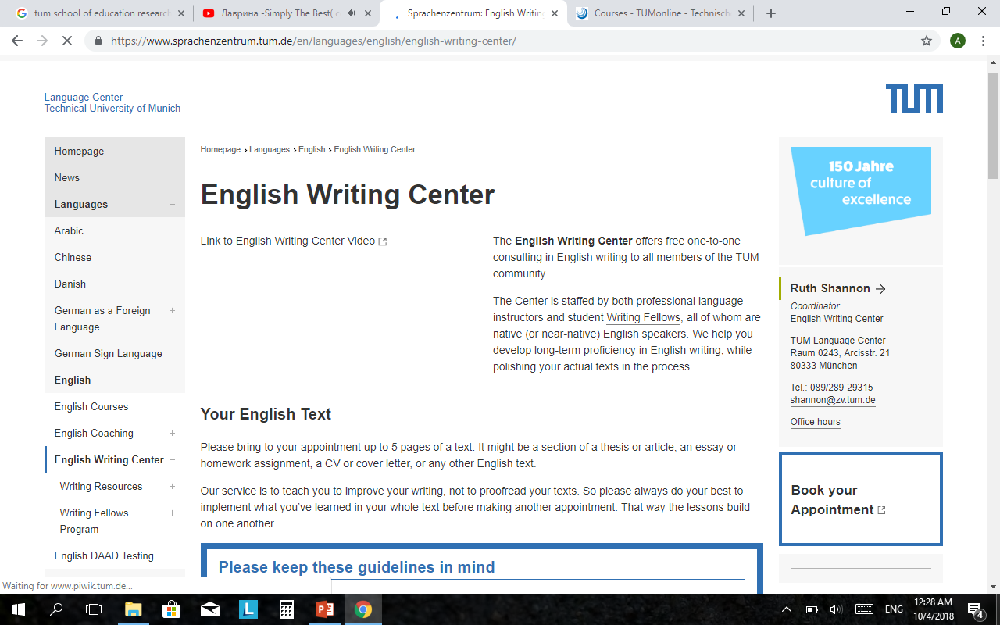 tum school of education research
Лаврина -Simply The Best( c
Sprachenzentrum: English Writin
Courses - TUMonline - Technisch
https://www.sprachenzentrum.tum.de/en/languages/english/english-writing-center/
A
Language Center
Technical University of Munich
TUM
Homepage
News
Languages
Arabic
Chinese
Danish
German as a Foreign
Language
German Sign Language
English
English Courses
English Coaching
English Writing Center
Writing Resources
Writing Fellows
Program
English DAAD Testing
Homepage > Languages > English > English Writing Center
English Writing Center
Link to English Writing Center Video
The English Writing Center offers free one-to-one
consulting in English writing to all members of the TUM
community.
The Center is staffed by both professional language
instructors and student Writing Fellows, all of whom are
native (or near-native) English speakers. We help you
develop long-term proficiency in English writing, while
polishing your actual texts in the process.
Your English Text
Please bring to your appointment up to 5 pages of a text. It might be a section of a thesis or article, an essay or
homework assignment, a CV or cover letter, or any other English text.
Our service is to teach you to improve your writing, not to proofread your texts. So please always do your best to
implement what you've learned in your whole text before making another appointment. That way the lessons build
on one another.
Please keep these guidelines in mind
150 Jahre
culture of
excellence
Ruth Shannon
Coordinator
English Writing Center
TUM Language Center
Raum 0243, Arcisstr. 21
80333 München
Tel.: 089/289-29315
shannon@zv.tum.de
Office hours
Book your
Appointment
Waiting for www.piwik.tum.de...
L
P
ENG
12:28 AM
10/4/2018
4